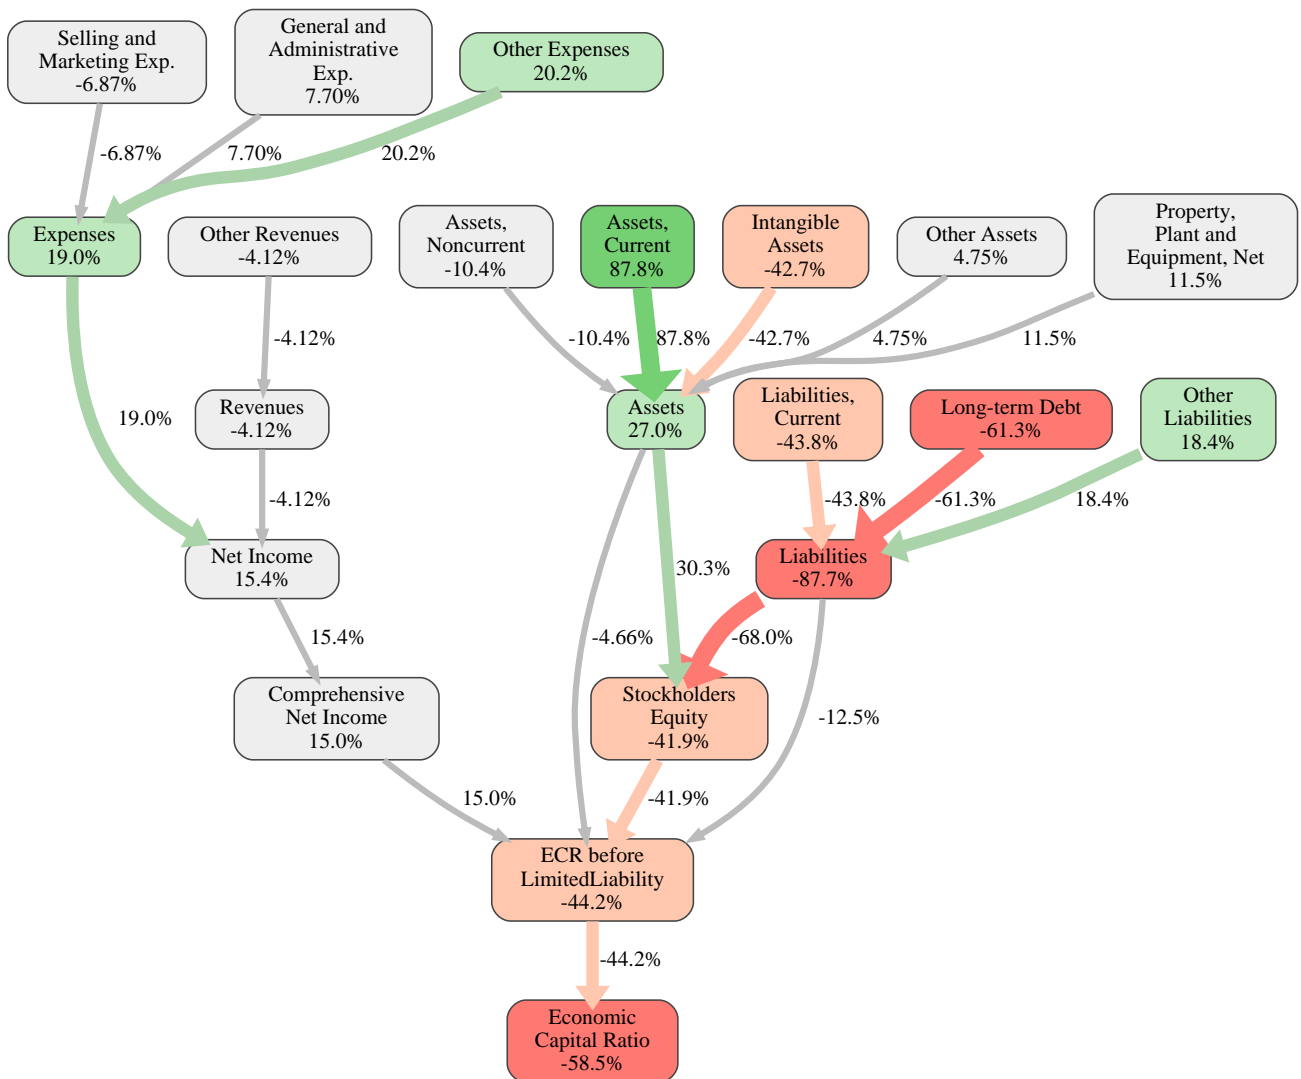 Selling and
Marketing Exp.
-6.87%
General and
Administrative
Exp.
7.70%
Other Expenses
20.2%
-6.87%
7.70%
20.2%
Expenses
19.0%
Other Revenues
-4.12%
Assets,
Noncurrent
-10.4%
Assets,
Current
87.8%
Intangible
Assets
-42.7%
Other Assets
4.75%
Property,
Plant and
Equipment, Net
11.5%
-4.12%
-10.4%
87.8%
-42.7%
4.75%
11.5%
19.0%
Revenues
-4.12%
Assets
27.0%
Liabilities,
Current
-43.8%
Long-term Debt
-61.3%
Other
Liabilities
18.4%
-4.12%
-43.8%
-61.3%
18.4%
Net Income
15.4%
30.3%
Liabilities
-87.7%
15.4%
-4.66%
-68.0%
Comprehensive
Net Income
15.0%
Stockholders
Equity
-41.9%
-12.5%
15.0%
-41.9%
ECR before
LimitedLiability
-44.2%
-44.2%
Economic
Capital Ratio
-58.5%